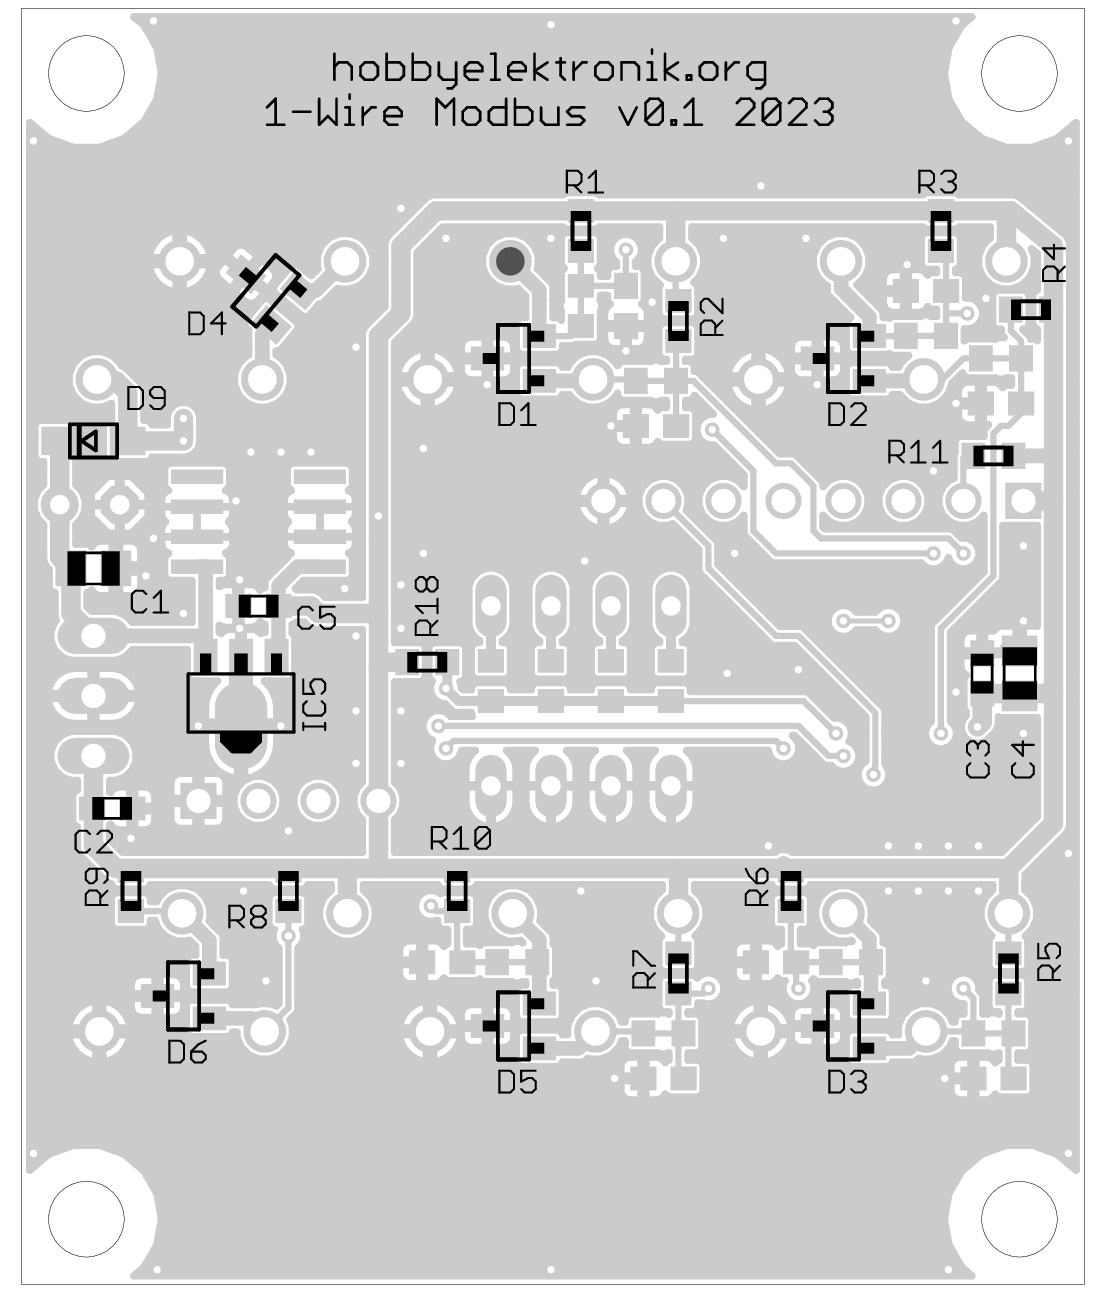 hobbyelektronik.org
1-Wire Modbus v0.1 2023
R1
R3
R4
D4
R2
D9
D1
D2
R11
C1
R18
C5
IC5
C3
C4
C2
R10
R9
R8
R6
R7
R5
D6
D5
D3